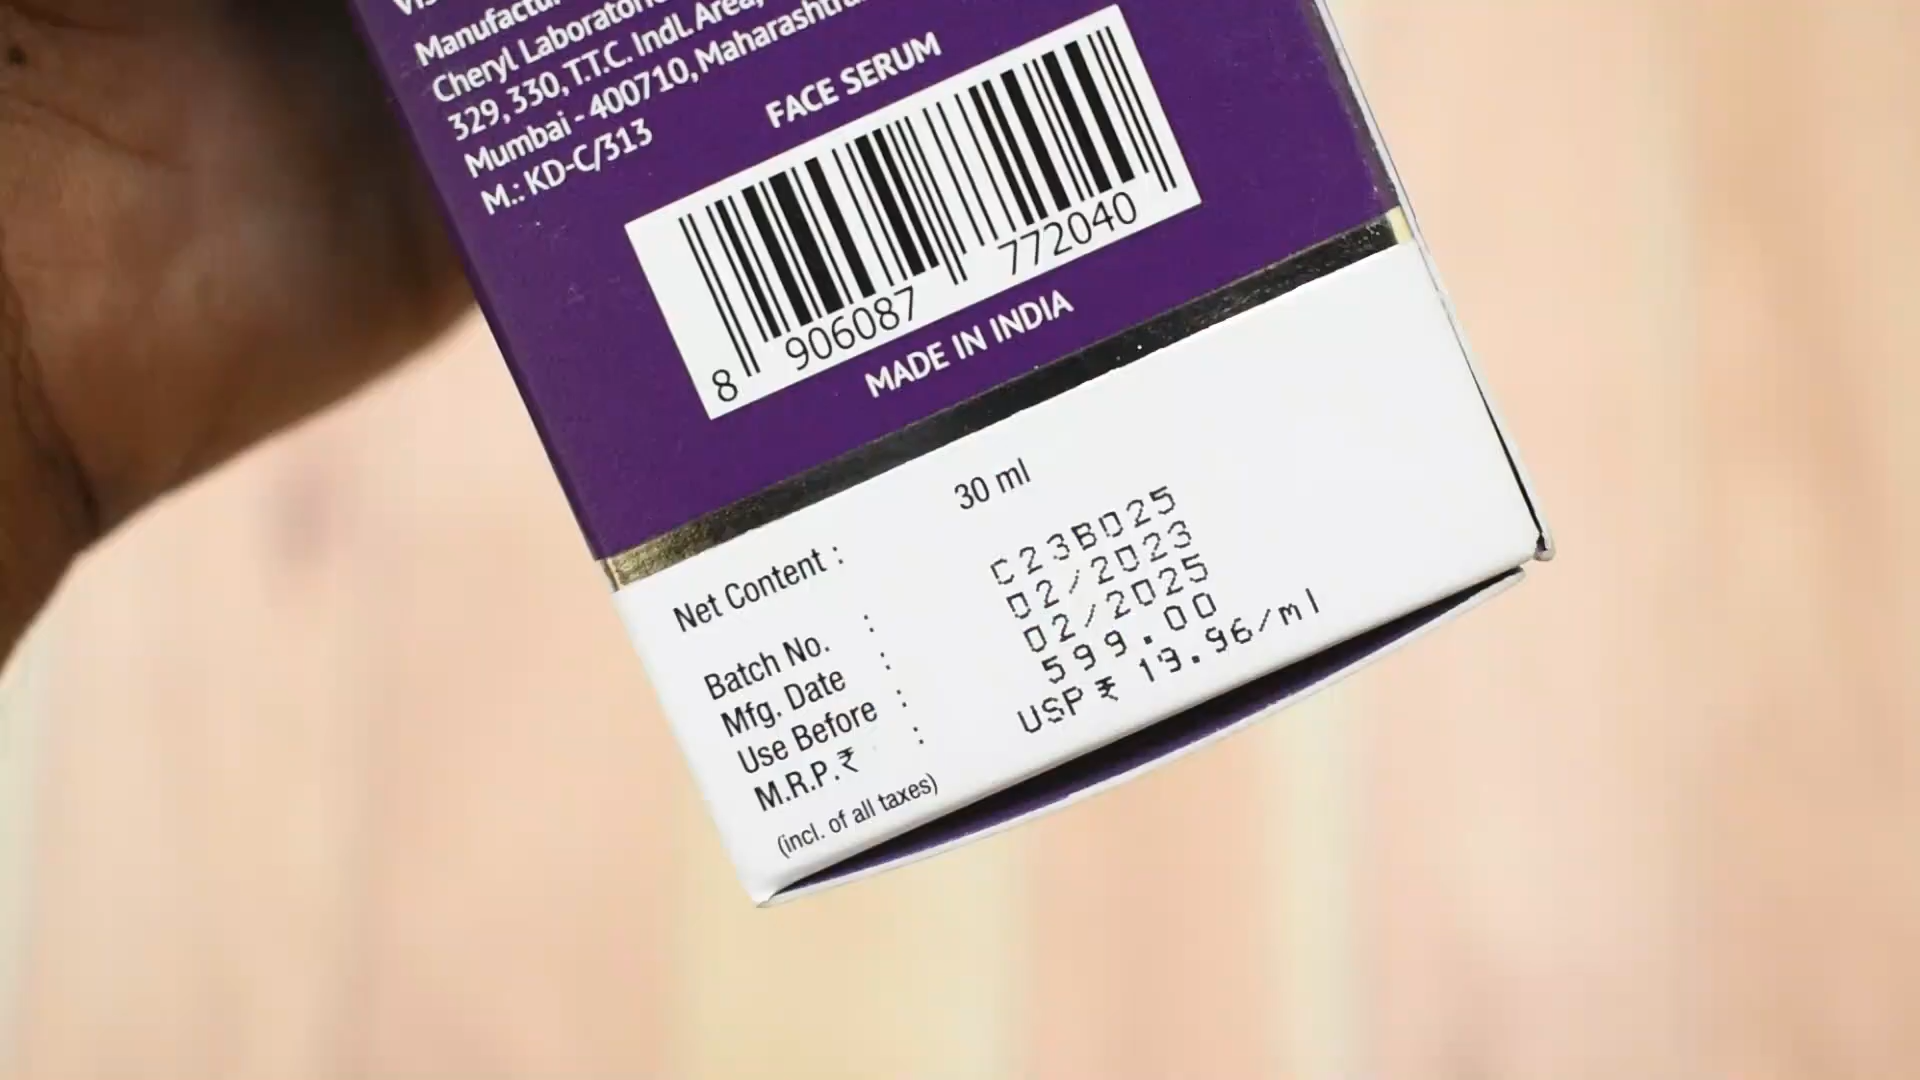 Manufactur
Cheryl Laboratorie
329, 330, T.T.C. Indl. Area,
Mumbai - 400710, Maharashtra
M.: KD-C/313
FACE SERUM
8 906087 772040
MADE IN INDIA
Net Content : 30 ml
Batch No. : C23B025
Mfg. Date : 02/2023
Use Before : 02/2025
M.R.P.₹ : 599.00
(incl. of all taxes) USP ₹ 19.96/ml